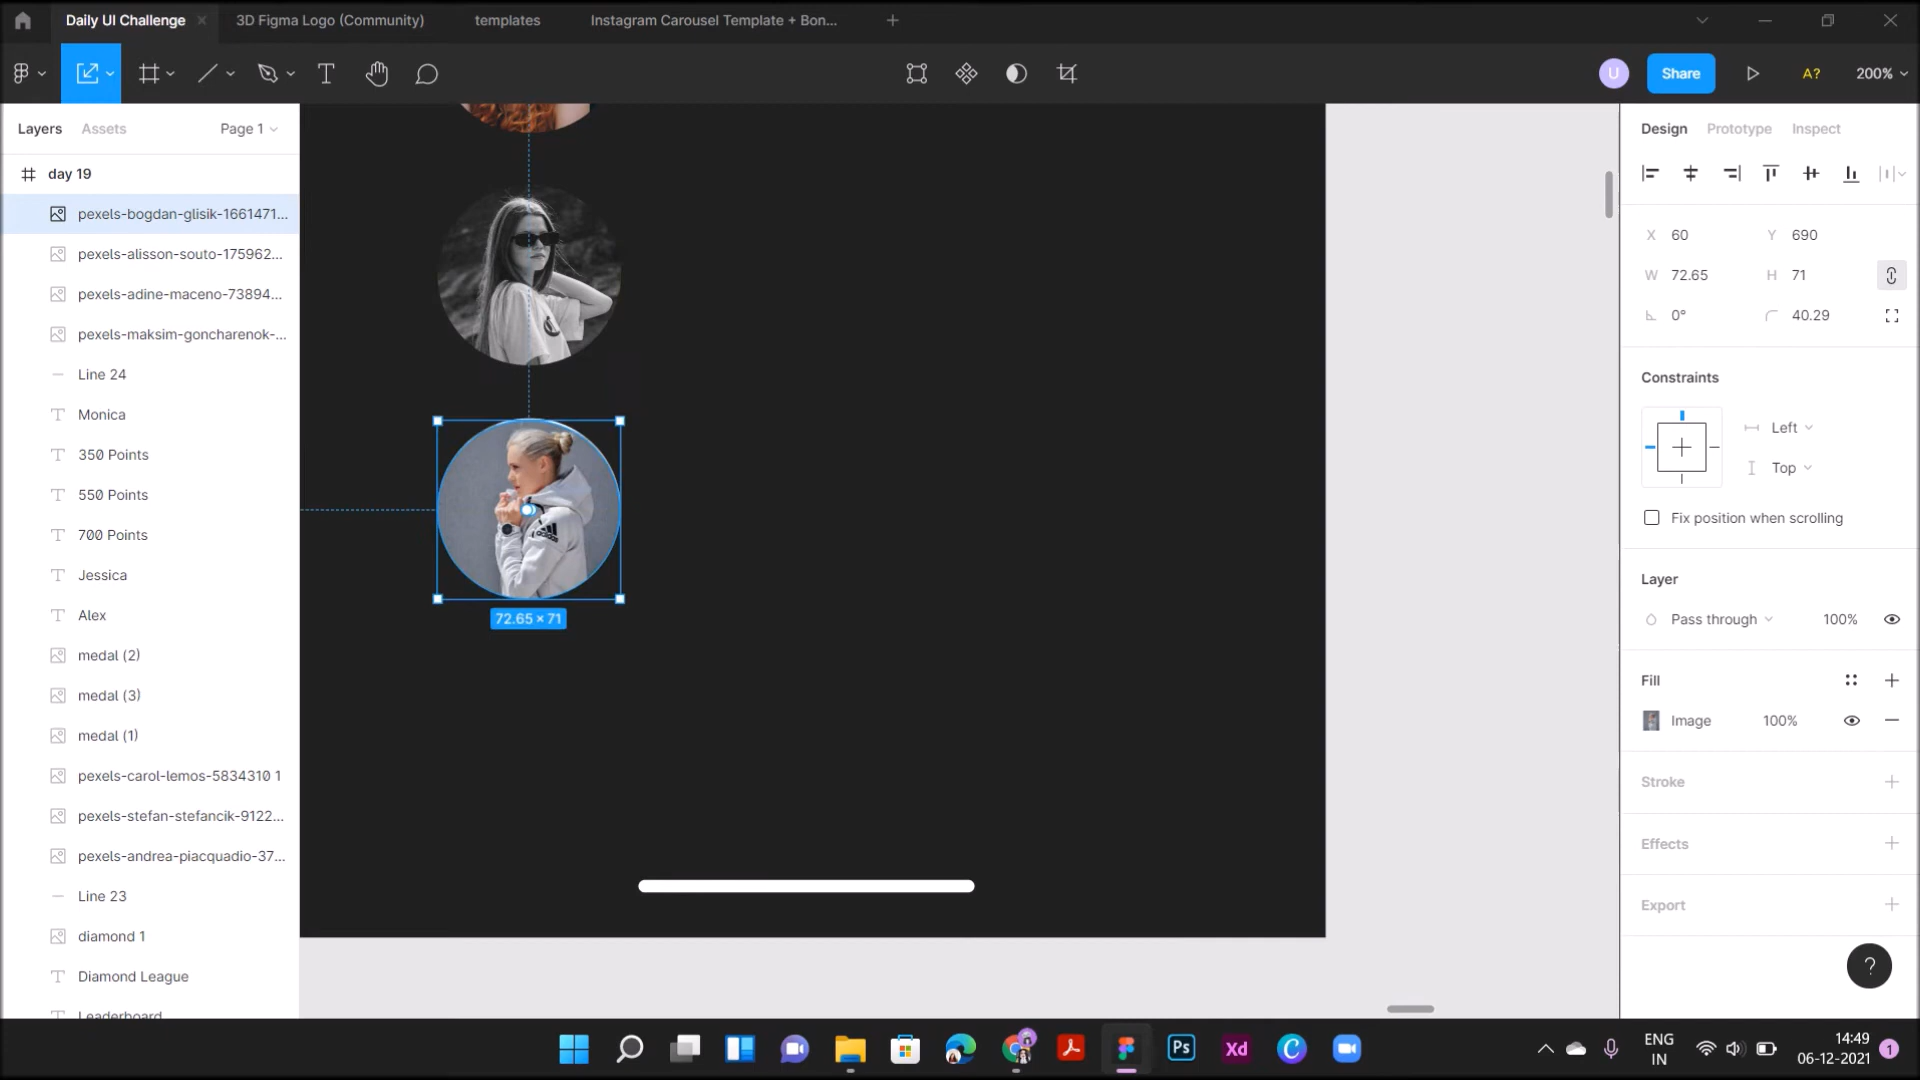 Daily UI Challenge
3D Figma Logo (Community)
templates
Instagram Carousel Template + Bon...
U
Share
A?
200%
Layers
Assets
Page 1
day 19
pexels-bogdan-glisik-1661471...
pexels-alisson-souto-175962...
pexels-adine-maceno-73894...
pexels-maksim-goncharenok-...
Line 24
Monica
350 Points
550 Points
700 Points
Jessica
Alex
medal (2)
medal (3)
medal (1)
pexels-carol-lemos-5834310 1
pexels-stefan-stefancik-9122...
pexels-andrea-piacquadio-37...
Line 23
diamond 1
Diamond League
Leaderboard
adidas
72.65 × 71
Design
Prototype
Inspect
X 60
Y 690
W 72.65
H 71
0°
40.29
Constraints
Left
Top
Fix position when scrolling
Layer
Pass through
100%
Fill
Image
100%
Stroke
Effects
Export
?
Ps
Xd
C
ENG
IN
14:49
06-12-2021
1